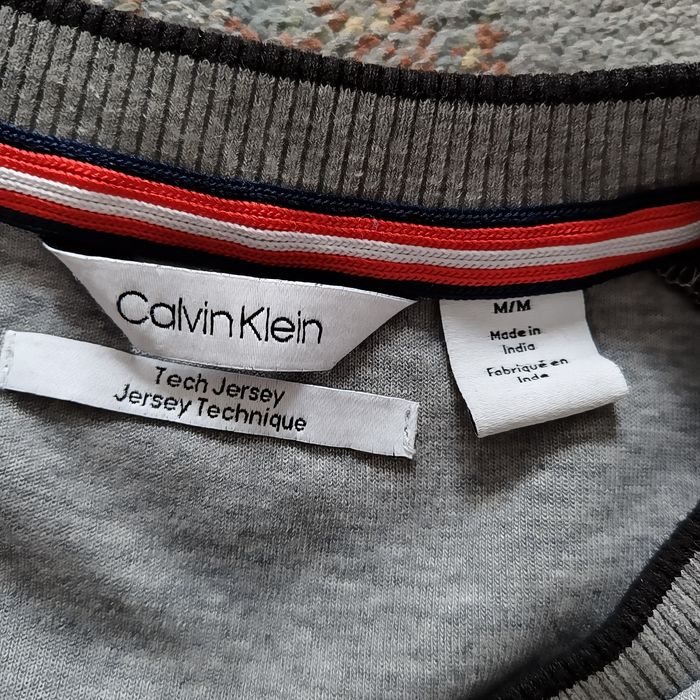 Calvin Klein
Tech Jersey
Jersey Technique
M/M
Made in
India
Fabriqué en
Inde